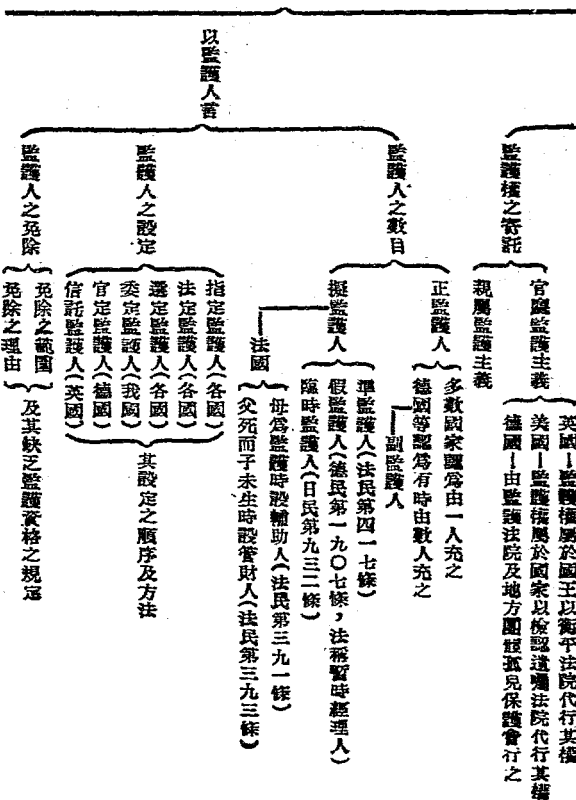 監護權之寄託
官廳監護主義
英國—監護權屬於國王以衡平法院代行其權
美國—監護權屬於國家以檢認遺囑法院代行其權
德國—由監護法院及地方團體孤兒保護會行之
親屬監護主義
以監護人言
監護人之數目
正監護人
多數國家認爲由一人充之
德國等認爲有時由數人充之
副監護人
擬監護人
準監護人(法民第四一七條)
假監護人(德民第一九〇七條,法稱暫時經理人)
臨時監護人(日民第九三二條)
法國
母爲監護時設輔助人(法民第三九一條)
父死而子未生時設管財人(法民第三九三條)
監護人之設定
指定監護人(各國)
法定監護人(各國)
選定監護人(各國)
委定監護人(我國)
官定監護人(德國)
信託監護人(英國)
其設定之順序及方法
監護人之免除
免除之範圍
免除之理由
及其缺乏監護資格之規定